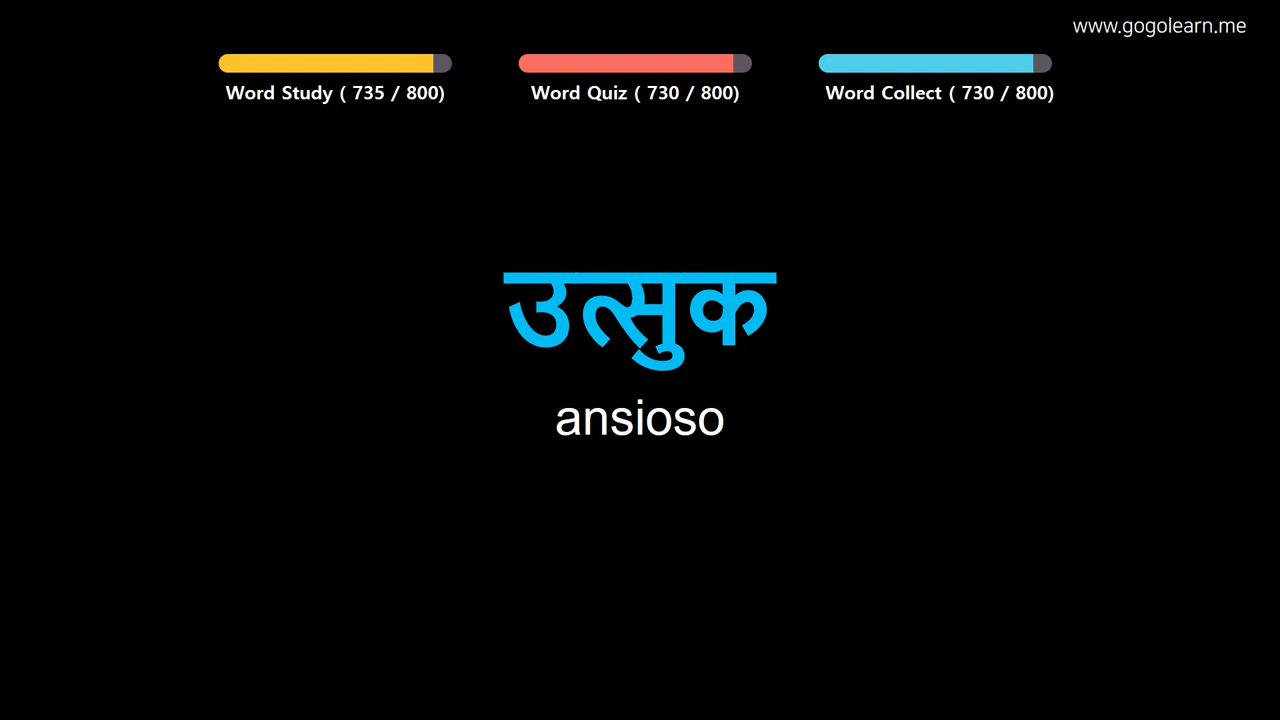 www.gogolearn.me
Word Study ( 735 / 800)
Word Quiz ( 730 / 800)
Word Collect ( 730 / 800)
उत्सुक
ansioso